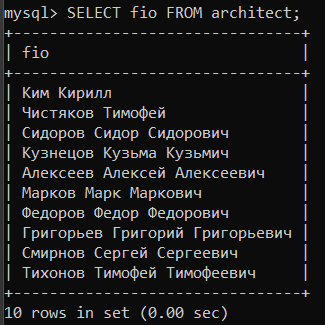 mysql> SELECT fio FROM architect;
+------------------------------+
| fio                          |
+------------------------------+
| Ким Кирилл                   |
| Чистяков Тимофей             |
| Сидоров Сидор Сидорович      |
| Кузнецов Кузьма Кузьмич      |
| Алексеев Алексей Алексеевич  |
| Марков Марк Маркович         |
| Федоров Федор Федорович      |
| Григорьев Григорий Григорьевич |
| Смирнов Сергей Сергеевич     |
| Тихонов Тимофей Тимофеевич   |
+------------------------------+
10 rows in set (0.00 sec)